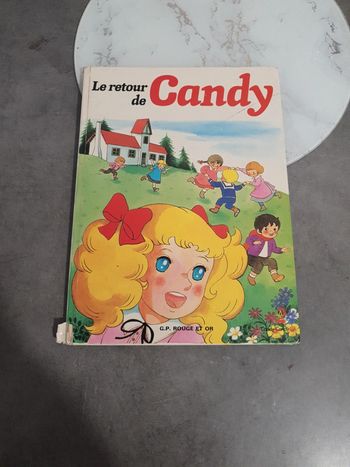 Le retour
de Candy
G.P. ROUGE ET OR